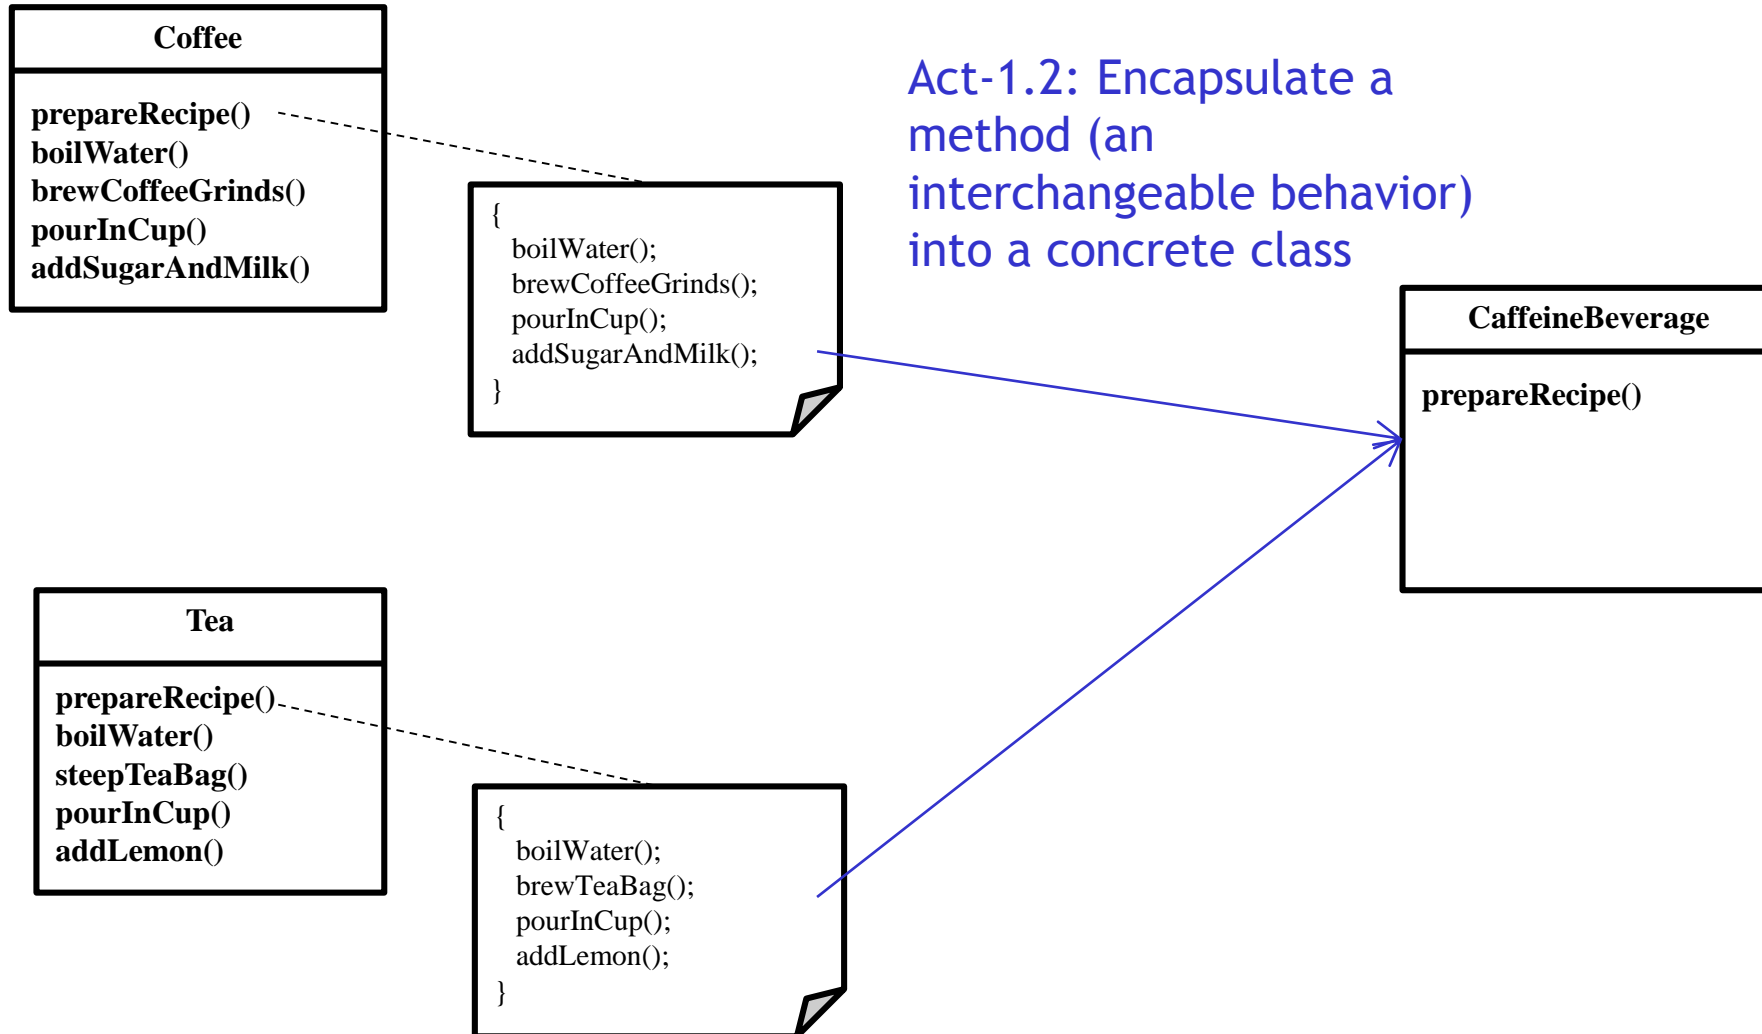 Coffee
prepareRecipe()
boilWater()
brewCoffeeGrinds()
pourInCup()
addSugarAndMilk()
{
boilWater();
brewCoffeeGrinds();
pourInCup();
addSugarAndMilk();
}
Act-1.2: Encapsulate a
method (an
interchangeable behavior)
into a concrete class
CaffeineBeverage
prepareRecipe()
Tea
prepareRecipe()
boilWater()
steepTeaBag()
pourInCup()
addLemon()
{
boilWater();
brewTeaBag();
pourInCup();
addLemon();
}